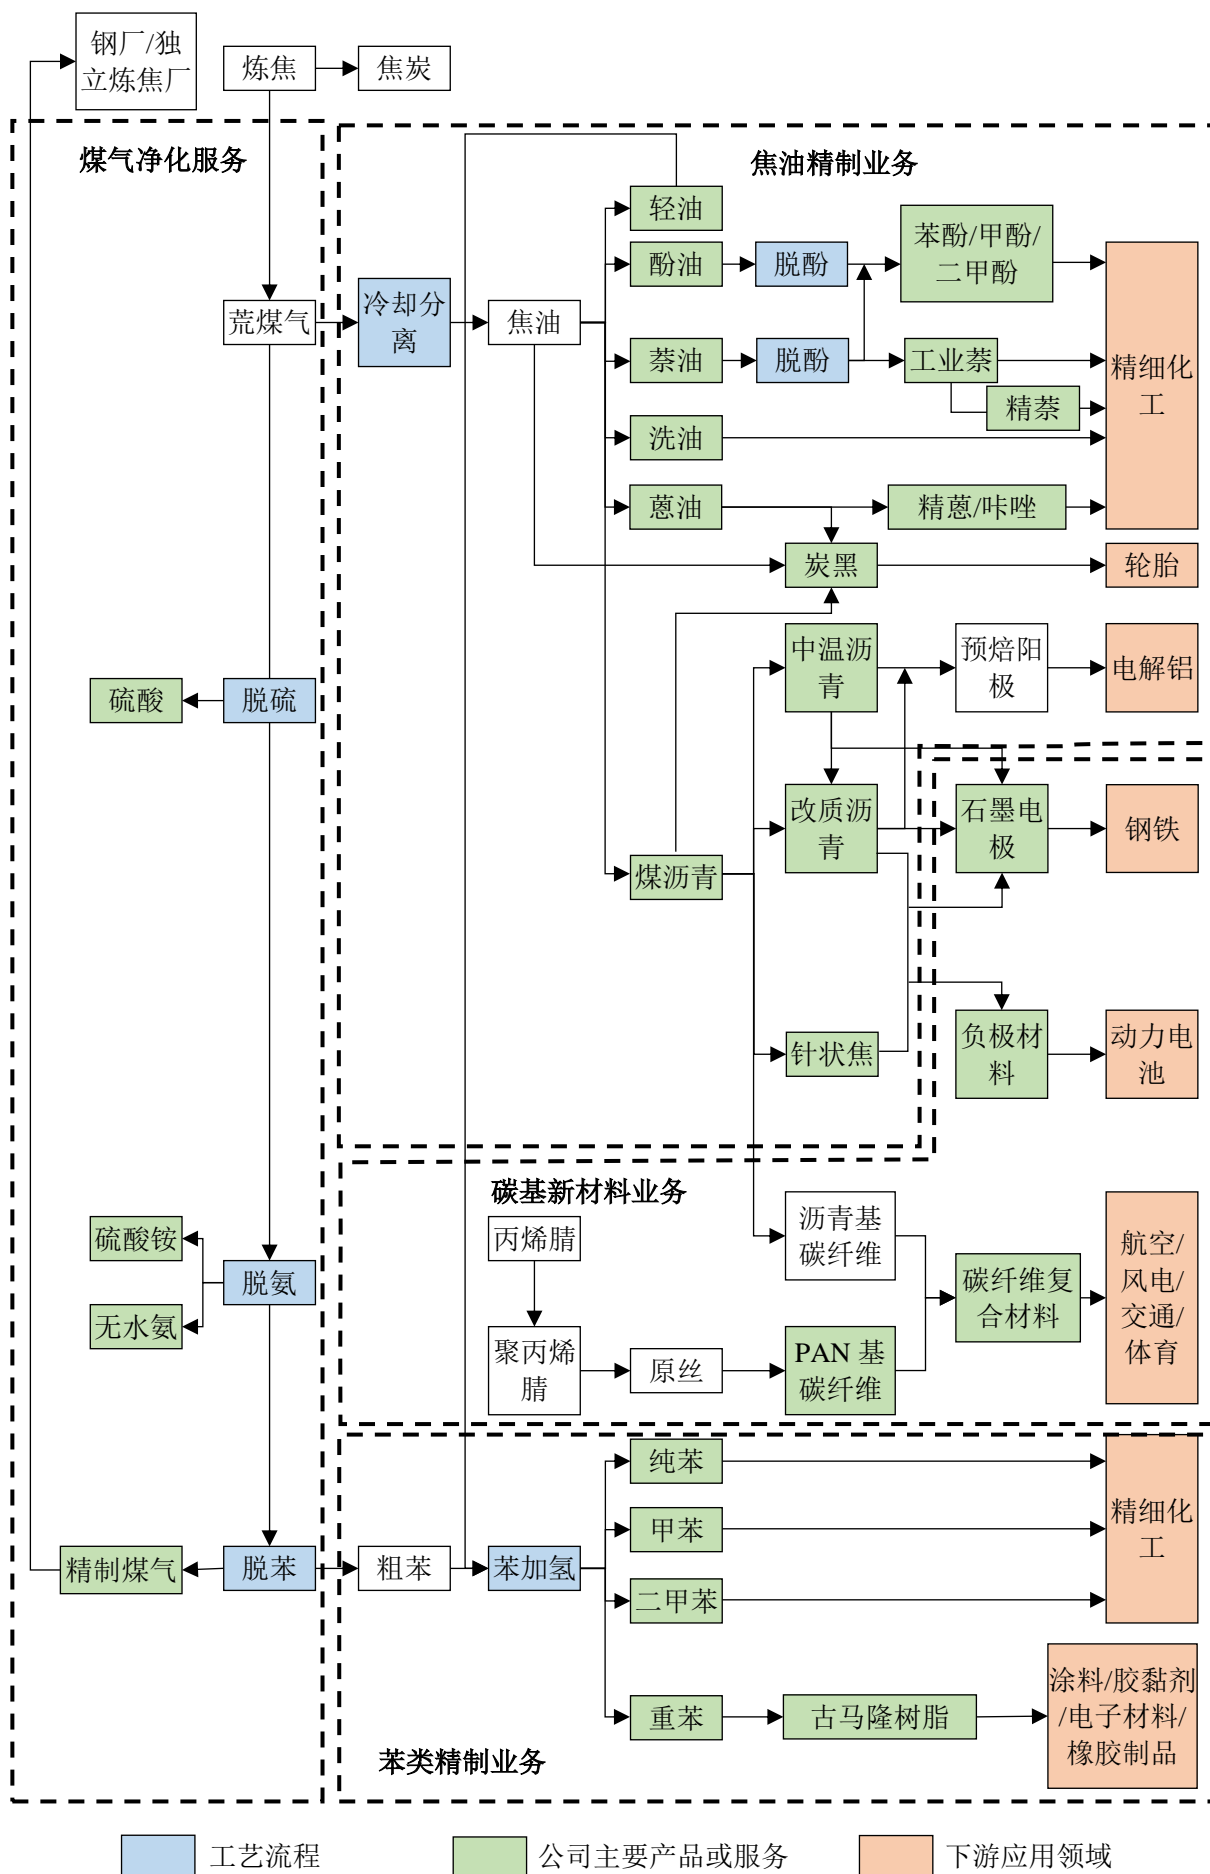 钢厂/独
立炼焦厂
炼焦
焦炭
煤气净化服务
焦油精制业务
轻油
酚油
脱酚
苯酚/甲酚/
二甲酚
荒煤气
冷却分
离
焦油
萘油
脱酚
工业萘
精萘
精细化
工
洗油
蒽油
精蒽/咔唑
炭黑
轮胎
中温沥
青
预焙阳
极
电解铝
硫酸
脱硫
改质沥
青
石墨电
极
钢铁
煤沥青
针状焦
负极材
料
动力电
池
碳基新材料业务
硫酸铵
脱氨
无水氨
丙烯腈
沥青基
碳纤维
碳纤维复
合材料
航空/
风电/
交通/
体育
聚丙烯
腈
原丝
PAN 基
碳纤维
纯苯
甲苯
二甲苯
精细化
工
精制煤气
脱苯
粗苯
苯加氢
重苯
古马隆树脂
涂料/胶黏剂
/电子材料/
橡胶制品
苯类精制业务
工艺流程
公司主要产品或服务
下游应用领域